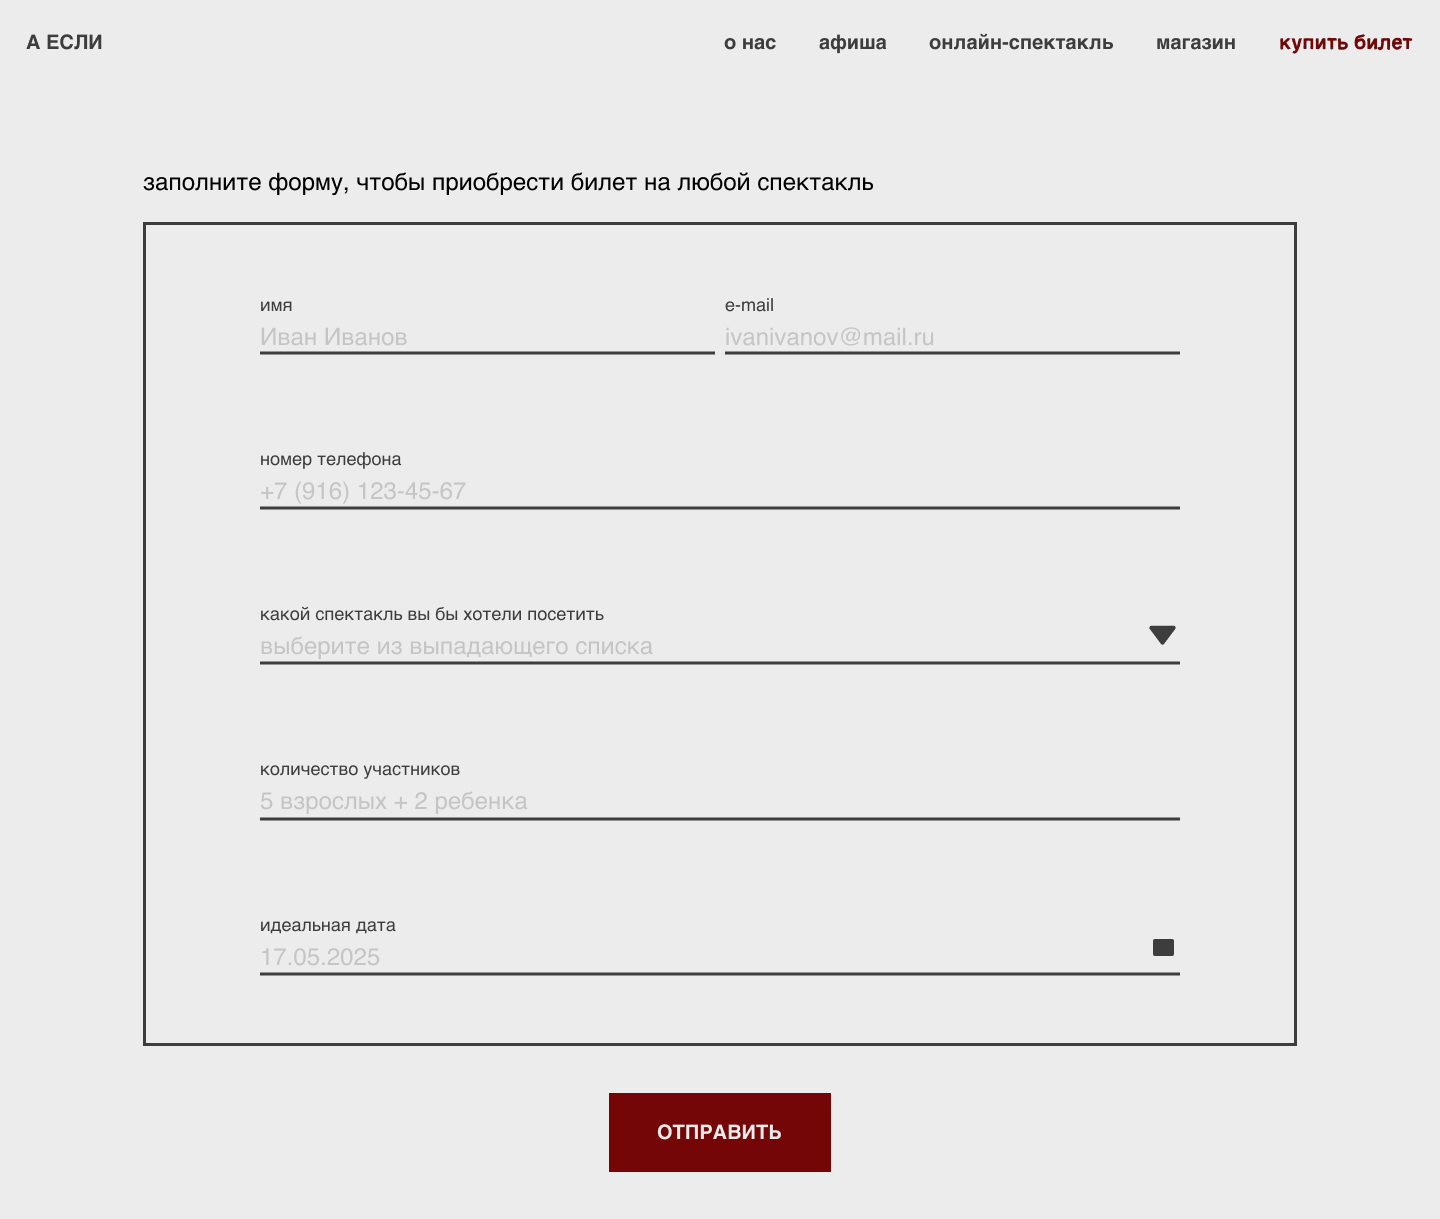 А ЕСЛИ
о нас
афиша
онлайн-спектакль
магазин
купить билет
заполните форму, чтобы приобрести билет на любой спектакль
имя
e-mail
Иван Иванов
ivanivanov@mail.ru
номер телефона
+7 (916) 123-45-67
какой спектакль вы бы хотели посетить
выберите из выпадающего списка
количество участников
5 взрослых + 2 ребенка
идеальная дата
17.05.2025
ОТПРАВИТЬ